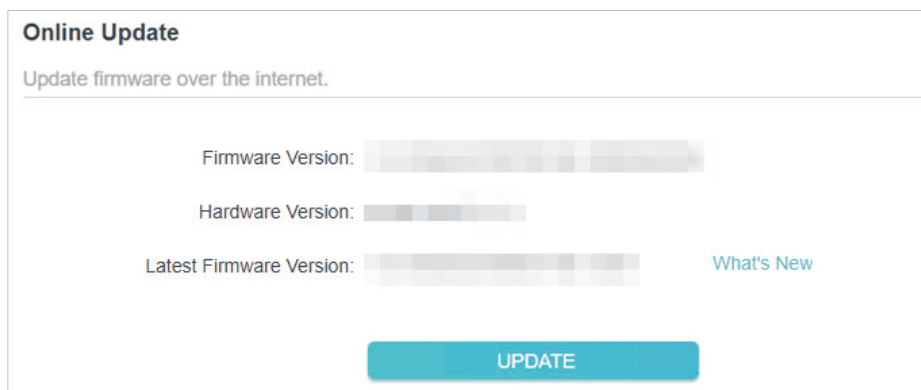 Online Update
Update firmware over the internet.
Firmware Version:
Hardware Version:
Latest Firmware Version: What's New
UPDATE